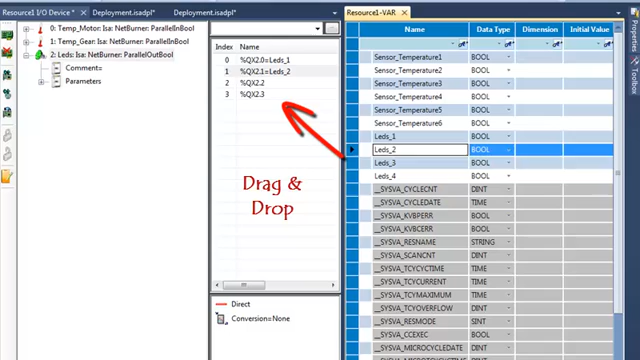 Resource1 I/O Device *
Deployment.isadpl*
Deployment.isadpl*
Resource1-VAR
0: Temp_Motor: Isa: NetBurner: ParallelInBool
1: Temp_Gear: Isa: NetBurner: ParallelInBool
2: Leds: Isa: NetBurner: ParallelOutBool
Comment=
Parameters
Index Name
0 %QX2.0=Leds_1
1 %QX2.1=Leds_2
2 %QX2.2
3 %QX2.3
Drag &
Drop
Direct
Conversion=None
Name Data Type Dimension Initial Value
Sensor_Temperature1 BOOL
Sensor_Temperature2 BOOL
Sensor_Temperature3 BOOL
Sensor_Temperature4 BOOL
Sensor_Temperature5 BOOL
Sensor_Temperature6 BOOL
Leds_1 BOOL
Leds_2 BOOL
Leds_3 BOOL
Leds_4 BOOL
__SYSVA_CYCLECNT DINT
__SYSVA_CYCLEDATE TIME
__SYSVA_KVBPERR BOOL
__SYSVA_KVBCERR BOOL
__SYSVA_RESNAME STRING
__SYSVA_SCANCNT DINT
__SYSVA_TCYCYCTIME TIME
__SYSVA_TCYCURRENT TIME
__SYSVA_TCYMAXIMUM TIME
__SYSVA_TCYOVERFLOW DINT
__SYSVA_RESMODE SINT
__SYSVA_CCEXEC BOOL
__SYSVA_MICROCYCLEDATE TIME
Properties
Toolbox